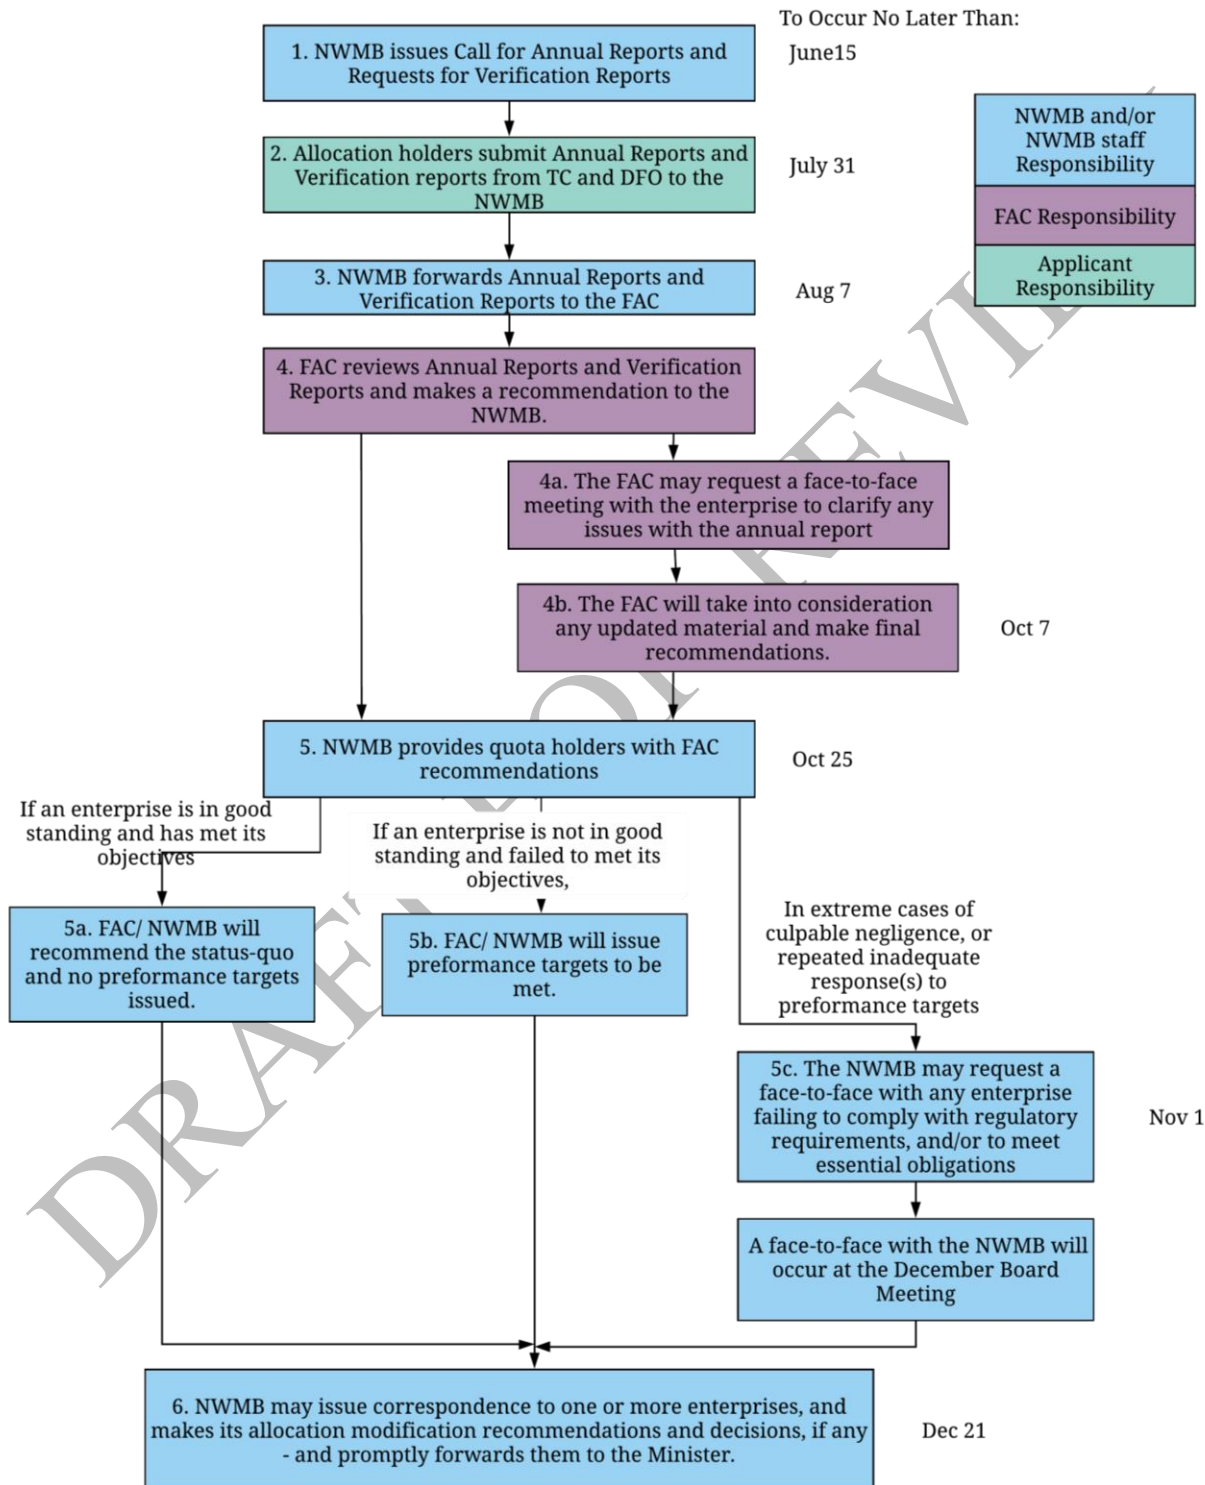 To Occur No Later Than:
1. NWMB issues Call for Annual Reports and
Requests for Verification Reports
June15
NWMB and/or
NWMB staff
Responsibility
FAC Responsibility
Applicant
Responsibility
2. Allocation holders submit Annual Reports and
Verification reports from TC and DFO to the
NWMB
July 31
3. NWMB forwards Annual Reports and
Verification Reports to the FAC
Aug 7
4. FAC reviews Annual Reports and Verification
Reports and makes a recommendation to the
NWMB.
4a. The FAC may request a face-to-face
meeting with the enterprise to clarify any
issues with the annual report
4b. The FAC will take into consideration
any updated material and make final
recommendations.
Oct 7
5. NWMB provides quota holders with FAC
recommendations
Oct 25
If an enterprise is in good
standing and has met its
objectives
If an enterprise is not in good
standing and failed to met its
objectives,
In extreme cases of
culpable negligence, or
repeated inadequate
response(s) to
preformance targets
5a. FAC/ NWMB will
recommend the status-quo
and no preformance targets
issued.
5b. FAC/ NWMB will issue
preformance targets to be
met.
5c. The NWMB may request a
face-to-face with any enterprise
failing to comply with regulatory
requirements, and/or to meet
essential obligations
Nov 1
A face-to-face with the NWMB will
occur at the December Board
Meeting
6. NWMB may issue correspondence to one or more enterprises, and
makes its allocation modification recommendations and decisions, if any
- and promptly forwards them to the Minister.
Dec 21
DRAFT